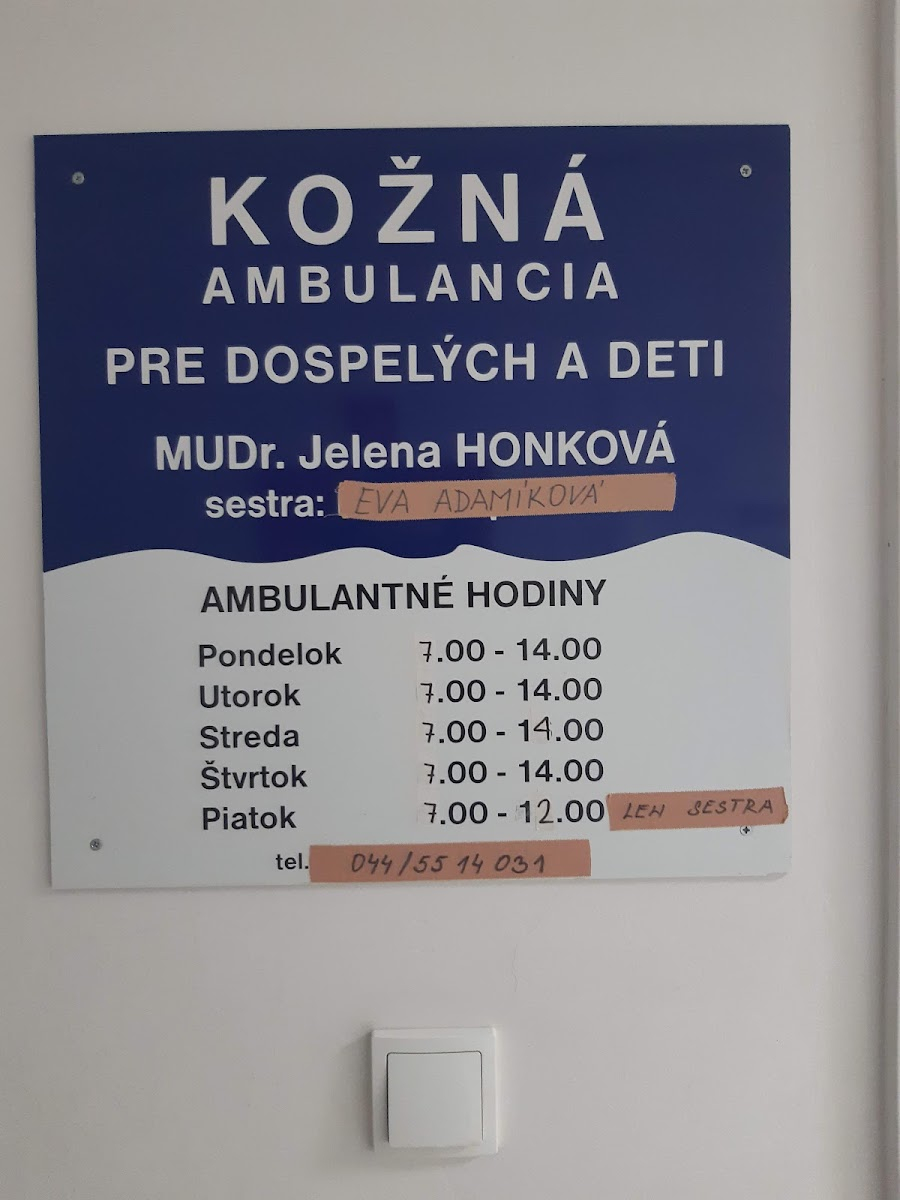 KOŽNÁ
AMBULANCIA
PRE DOSPELÝCH A DETI
MUDr. Jelena HONKOVÁ
sestra: EVA ADAMÍKOVÁ
AMBULANTNÉ HODINY
Pondelok 7.00 - 14.00
Utorok 7.00 - 14.00
Streda 7.00 - 14.00
Štvrtok 7.00 - 14.00
Piatok 7.00 - 12.00 LEN SESTRA
tel. 044/55 14 031